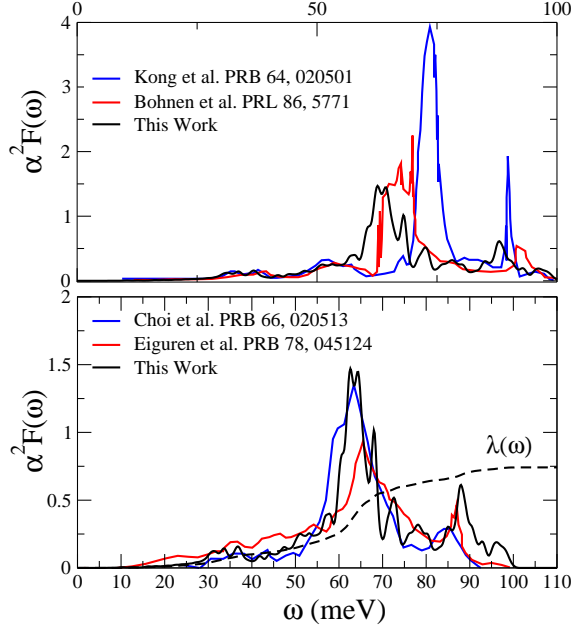 0 50 100
4
3
2
1
0
α²F(ω)
Kong et al. PRB 64, 020501
Bohnen et al. PRL 86, 5771
This Work
2
1.5
1
0.5
0
α²F(ω)
Choi et al. PRB 66, 020513
Eiguren et al. PRB 78, 045124
This Work
λ(ω)
0 10 20 30 40 50 60 70 80 90 100 110
ω (meV)